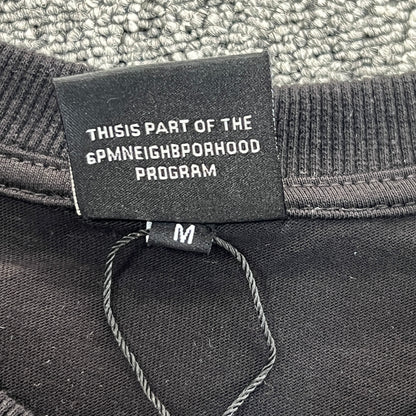 THISIS PART OF THE
6PMNEIGHBPORHOOD
PROGRAM
M